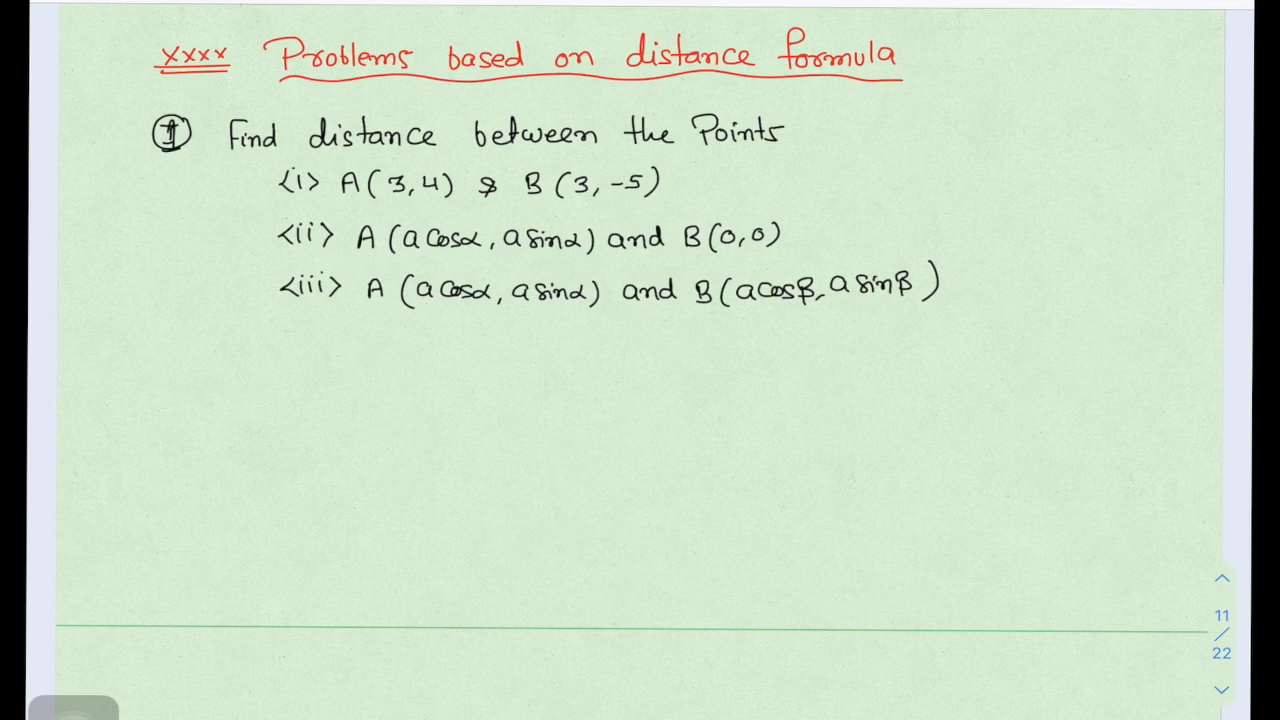 xxxx Problems based on distance formula
① Find distance between the Points
<i> A(3,4) & B(3,-5)
<ii> A (a cosα, a sinα) and B(0,0)
<iii> A (a cosα, a sinα) and B(a cosβ, a sinβ)
11
/
22